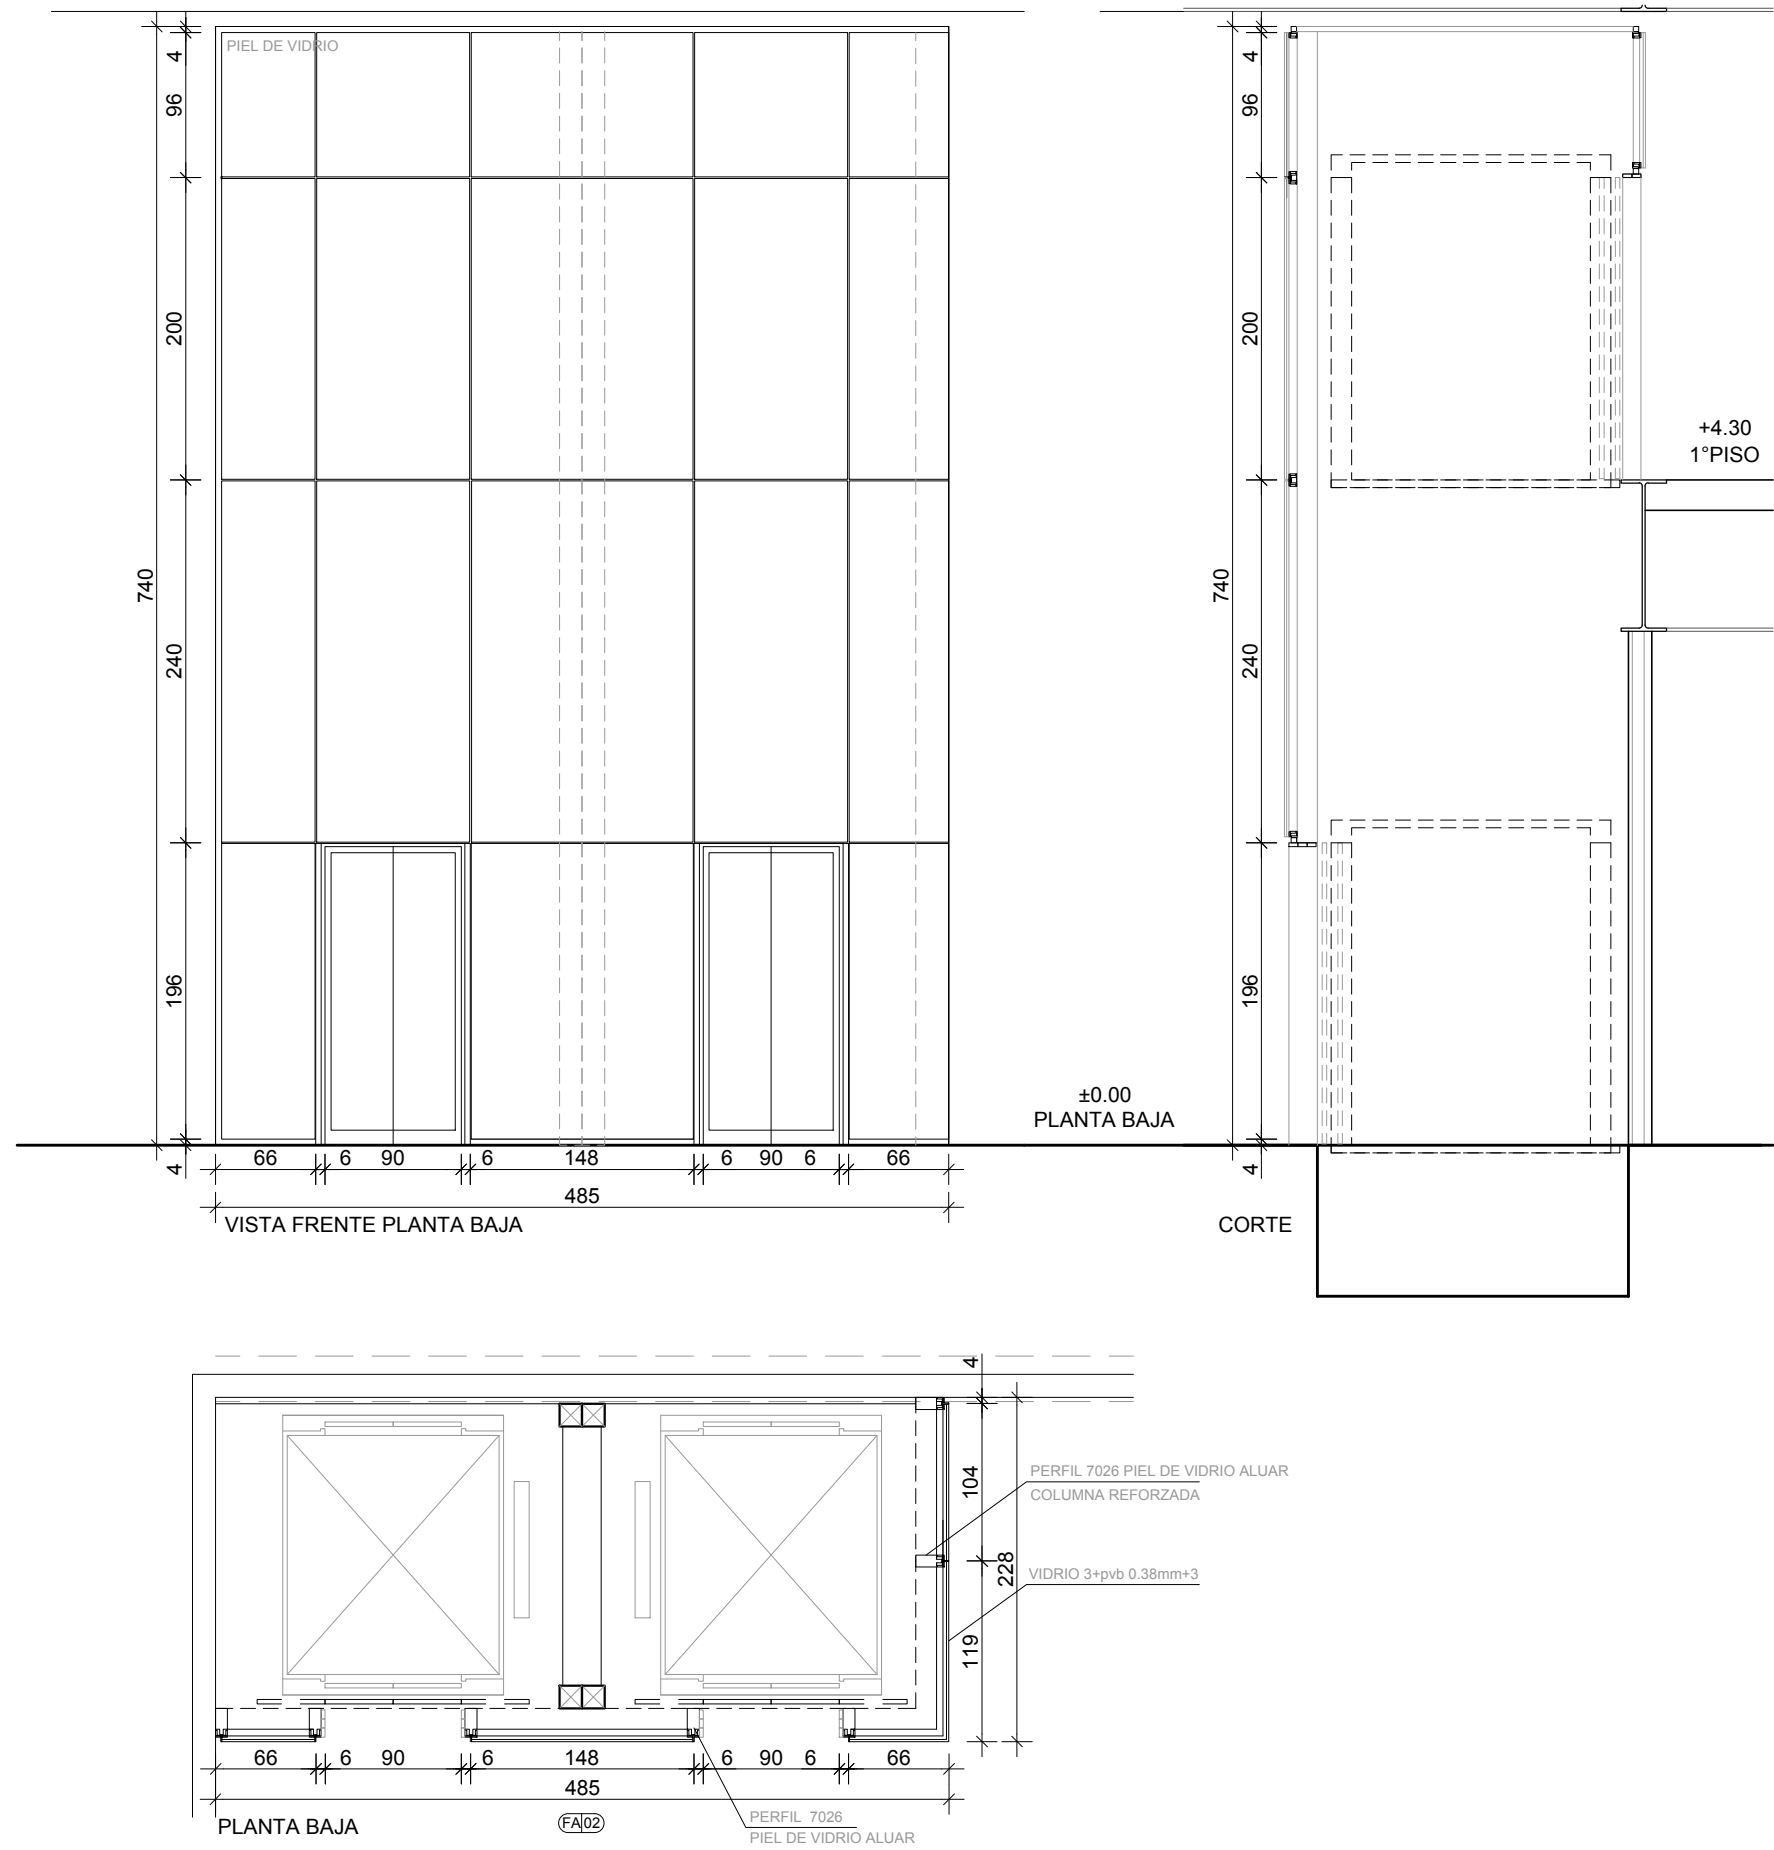 PIEL DE VIDRIO
4
96
200
740
240
196
4
66 6 90 6 148 6 90 6 66
485
VISTA FRENTE PLANTA BAJA
4
96
200
740
240
196
4
+4.30
1°PISO
±0.00
PLANTA BAJA
CORTE
4
104
228
119
PERFIL 7026 PIEL DE VIDRIO ALUAR
COLUMNA REFORZADA
VIDRIO 3+pvb 0.38mm+3
66 6 90 6 148 6 90 6 66
485
PLANTA BAJA
FA 02
PERFIL 7026
PIEL DE VIDRIO ALUAR